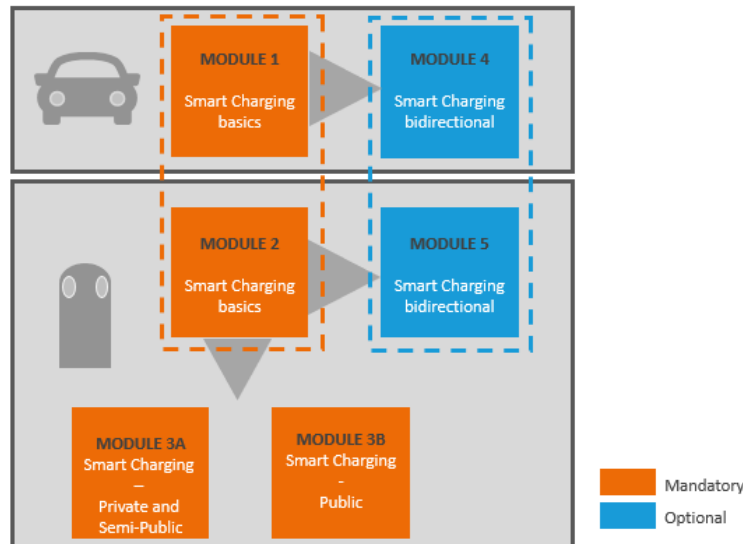 MODULE 1
Smart Charging
basics
MODULE 4
Smart Charging
bidirectional
MODULE 2
Smart Charging
basics
MODULE 5
Smart Charging
bidirectional
MODULE 3A
Smart Charging
–
Private and
Semi-Public
MODULE 3B
Smart Charging
-
Public
Mandatory
Optional